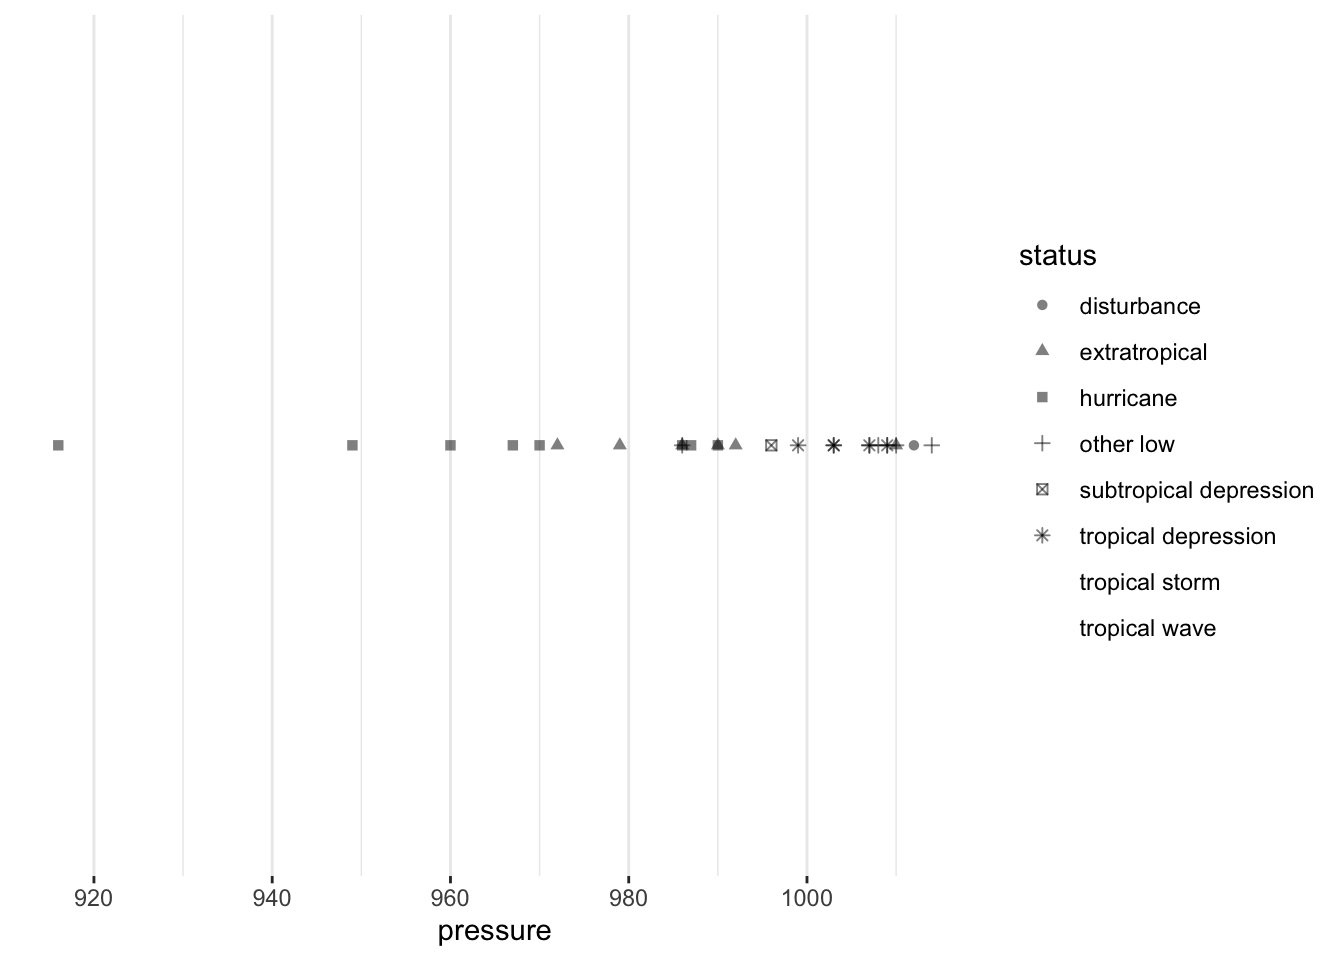 status
disturbance
extratropical
hurricane
other low
subtropical depression
tropical depression
tropical storm
tropical wave
920 940 960 980 1000
pressure